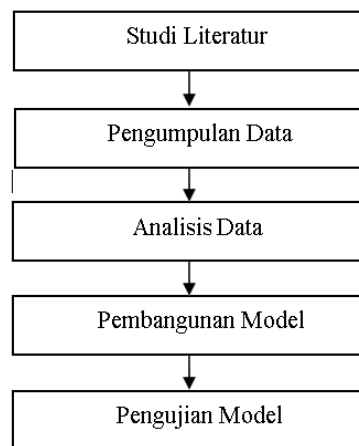 Studi Literatur
Pengumpulan Data
Analisis Data
Pembangunan Model
Pengujian Model